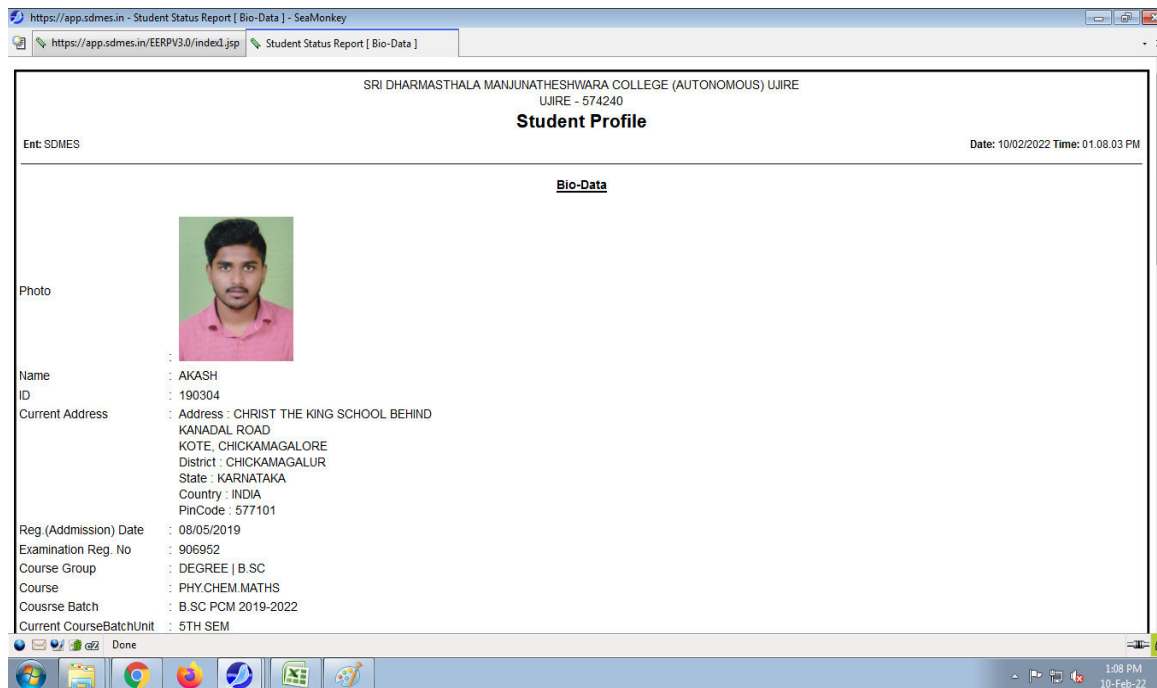 https://app.sdmes.in - Student Status Report [ Bio-Data ] - SeaMonkey
https://app.sdmes.in/EERPV3.0/index1.jsp Student Status Report [ Bio-Data ]
SRI DHARMASTHALA MANJUNATHESHWARA COLLEGE (AUTONOMOUS) UJIRE
UJIRE - 574240
Student Profile
Ent: SDMES Date: 10/02/2022 Time: 01.08.03 PM
Bio-Data
Photo :
Name : AKASH
ID : 190304
Current Address : Address : CHRIST THE KING SCHOOL BEHIND
KANADAL ROAD
KOTE, CHICKAMAGALORE
District : CHICKAMAGALUR
State : KARNATAKA
Country : INDIA
PinCode : 577101
Reg.(Addmission) Date : 08/05/2019
Examination Reg. No : 906952
Course Group : DEGREE | B.SC
Course : PHY.CHEM.MATHS
Cousrse Batch : B.SC PCM 2019-2022
Current CourseBatchUnit : 5TH SEM
Done
1:08 PM
10-Feb-22